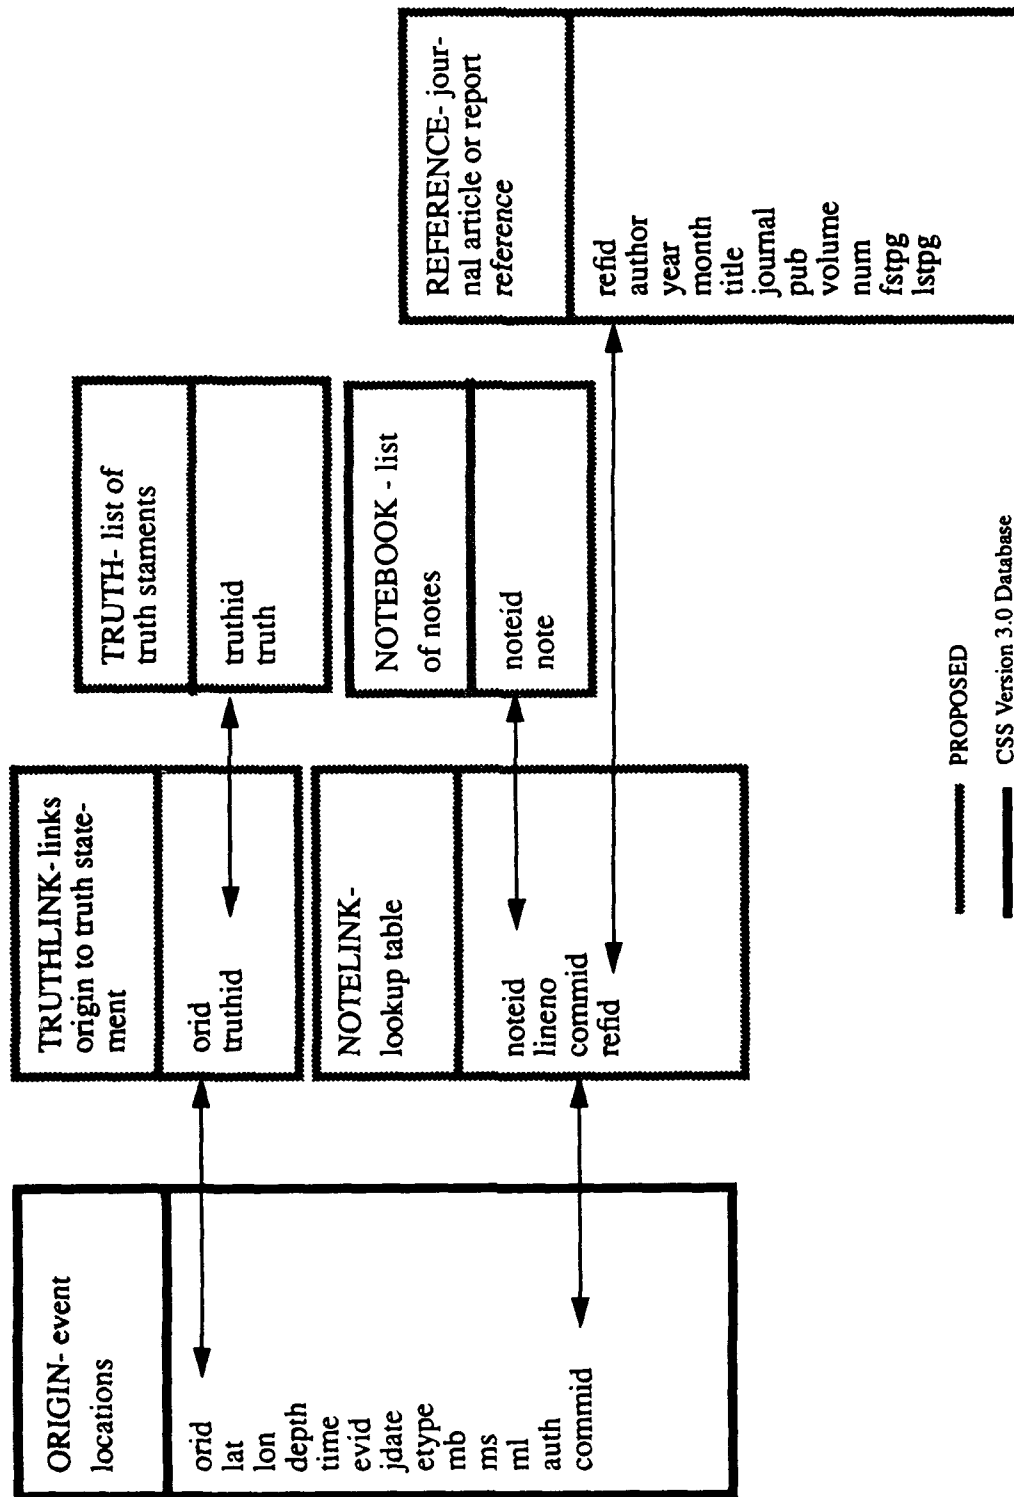 ORIGIN- event
locations
orid
lat
lon
depth
time
evid
jdate
etype
mb
ms
ml
auth
commid
TRUTHLINK- links
origin to truth state-
ment
orid
truthid
NOTELINK-
lookup table
noteid
lineno
commid
refid
TRUTH- list of
truth staments
truthid
truth
NOTEBOOK - list
of notes
noteid
note
REFERENCE- jour-
nal article or report
reference
refid
author
year
month
title
journal
pub
volume
num
fstpg
lstpg
PROPOSED
CSS Version 3.0 Database